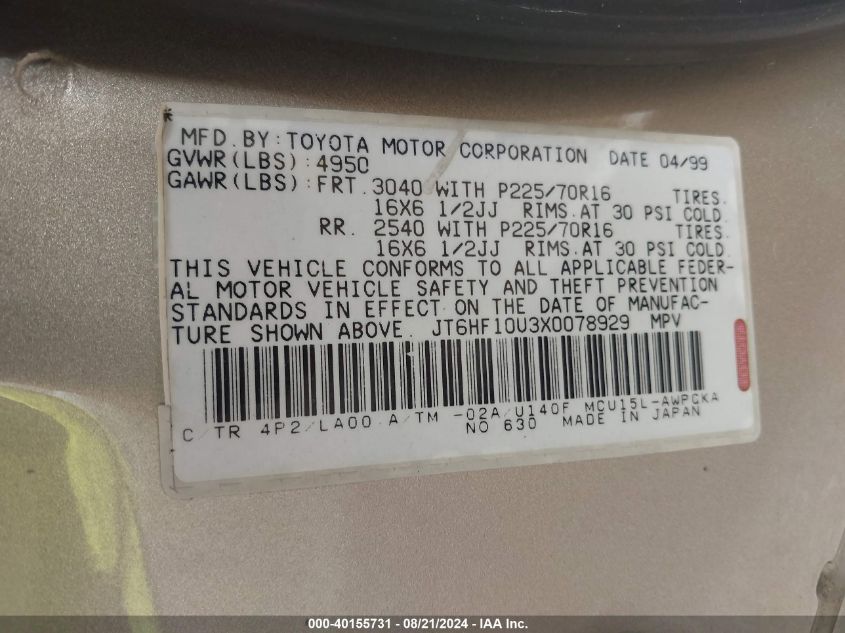 MFD. BY: TOYOTA MOTOR CORPORATION DATE 04/99
GVWR(LBS):4950
GAWR(LBS):FRT. 3040 WITH P225/70R16 TIRES.
16X6 1/2JJ RIMS.AT 30 PSI COLD.
RR. 2540 WITH P225/70R16 TIRES.
16X6 1/2JJ RIMS.AT 30 PSI COLD.
THIS VEHICLE CONFORMS TO ALL APPLICABLE FEDER-
AL MOTOR VEHICLE SAFETY AND THEFT PREVENTION
STANDARDS IN EFFECT ON THE DATE OF MANUFAC-
TURE SHOWN ABOVE. JT6HF10U3X0078929 MPV
C/TR 4P2/LA00 A/TM -02A/U140F MCU15L-AWPGKA
NO 630 MADE IN JAPAN
000-40155731 - 08/21/2024 - IAA Inc.